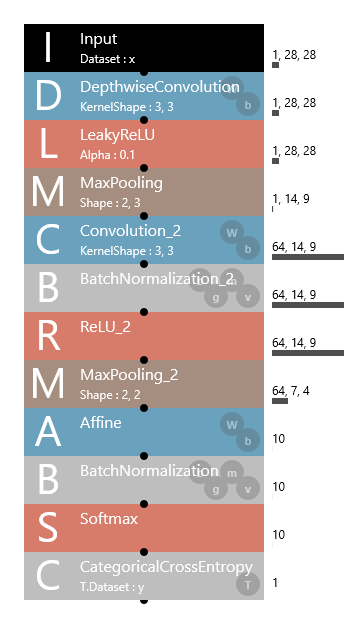 I Input
Dataset : x
1, 28, 28
D DepthwiseConvolution W
KernelShape : 3, 3 b
1, 28, 28
L LeakyReLU
Alpha : 0.1
1, 28, 28
M MaxPooling
Shape : 2, 3
1, 14, 9
C Convolution_2 W
KernelShape : 3, 3 b
64, 14, 9
B BatchNormalization_2 b m
g v
64, 14, 9
R ReLU_2
64, 14, 9
M MaxPooling_2
Shape : 2, 2
64, 7, 4
A Affine W
b
10
B BatchNormalization b m
g v
10
S Softmax
10
C CategoricalCrossEntropy
T.Dataset : y T
1